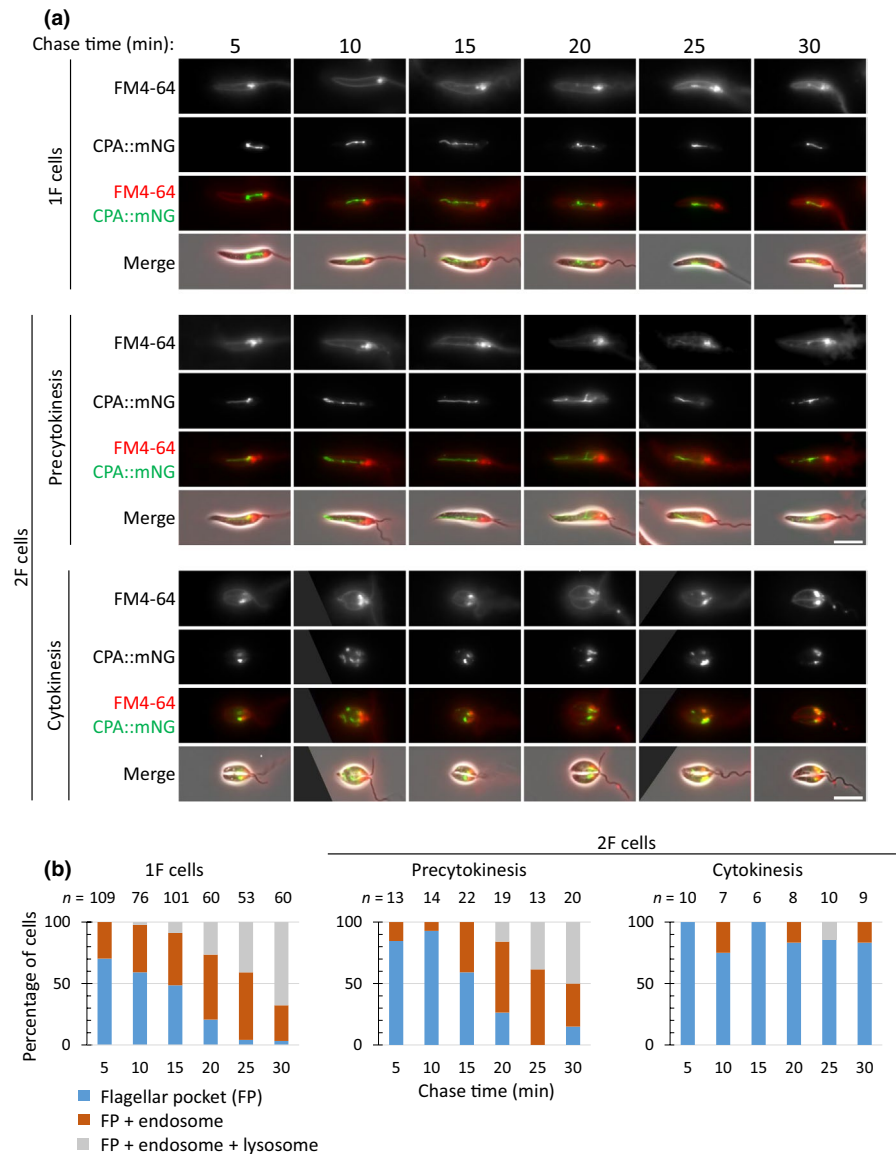 (a)
Chase time (min): 5 10 15 20 25 30
1F cells
FM4-64
CPA::mNG
FM4-64
CPA::mNG
Merge
2F cells
Precytokinesis
FM4-64
CPA::mNG
FM4-64
CPA::mNG
Merge
Cytokinesis
FM4-64
CPA::mNG
FM4-64
CPA::mNG
Merge
(b)
2F cells
1F cells Precytokinesis Cytokinesis
n = 109 76 101 60 53 60 n = 13 14 22 19 13 20 n = 10 7 6 8 10 9
Percentage of cells
100 100 100
50 50 50
0 0 0
5 10 15 20 25 30 5 10 15 20 25 30 5 10 15 20 25 30
Chase time (min)
Flagellar pocket (FP)
FP + endosome
FP + endosome + lysosome